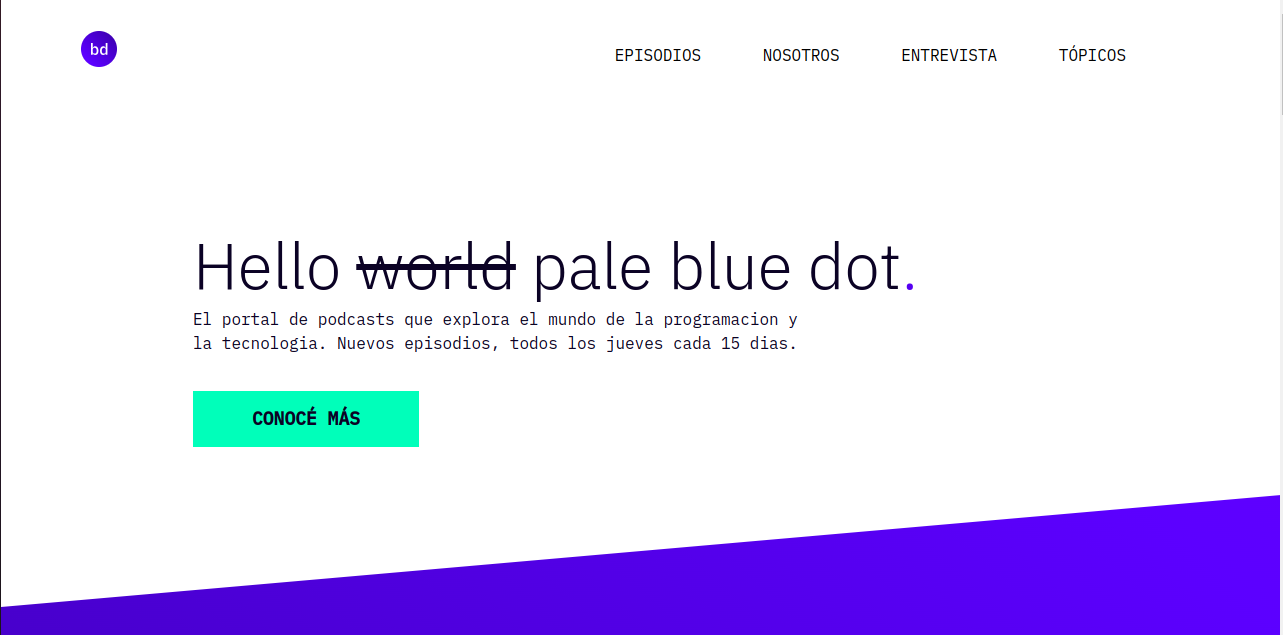 bd
EPISODIOS NOSOTROS ENTREVISTA TÓPICOS
Hello world pale blue dot.
El portal de podcasts que explora el mundo de la programacion y
la tecnologia. Nuevos episodios, todos los jueves cada 15 dias.
CONOCÉ MÁS